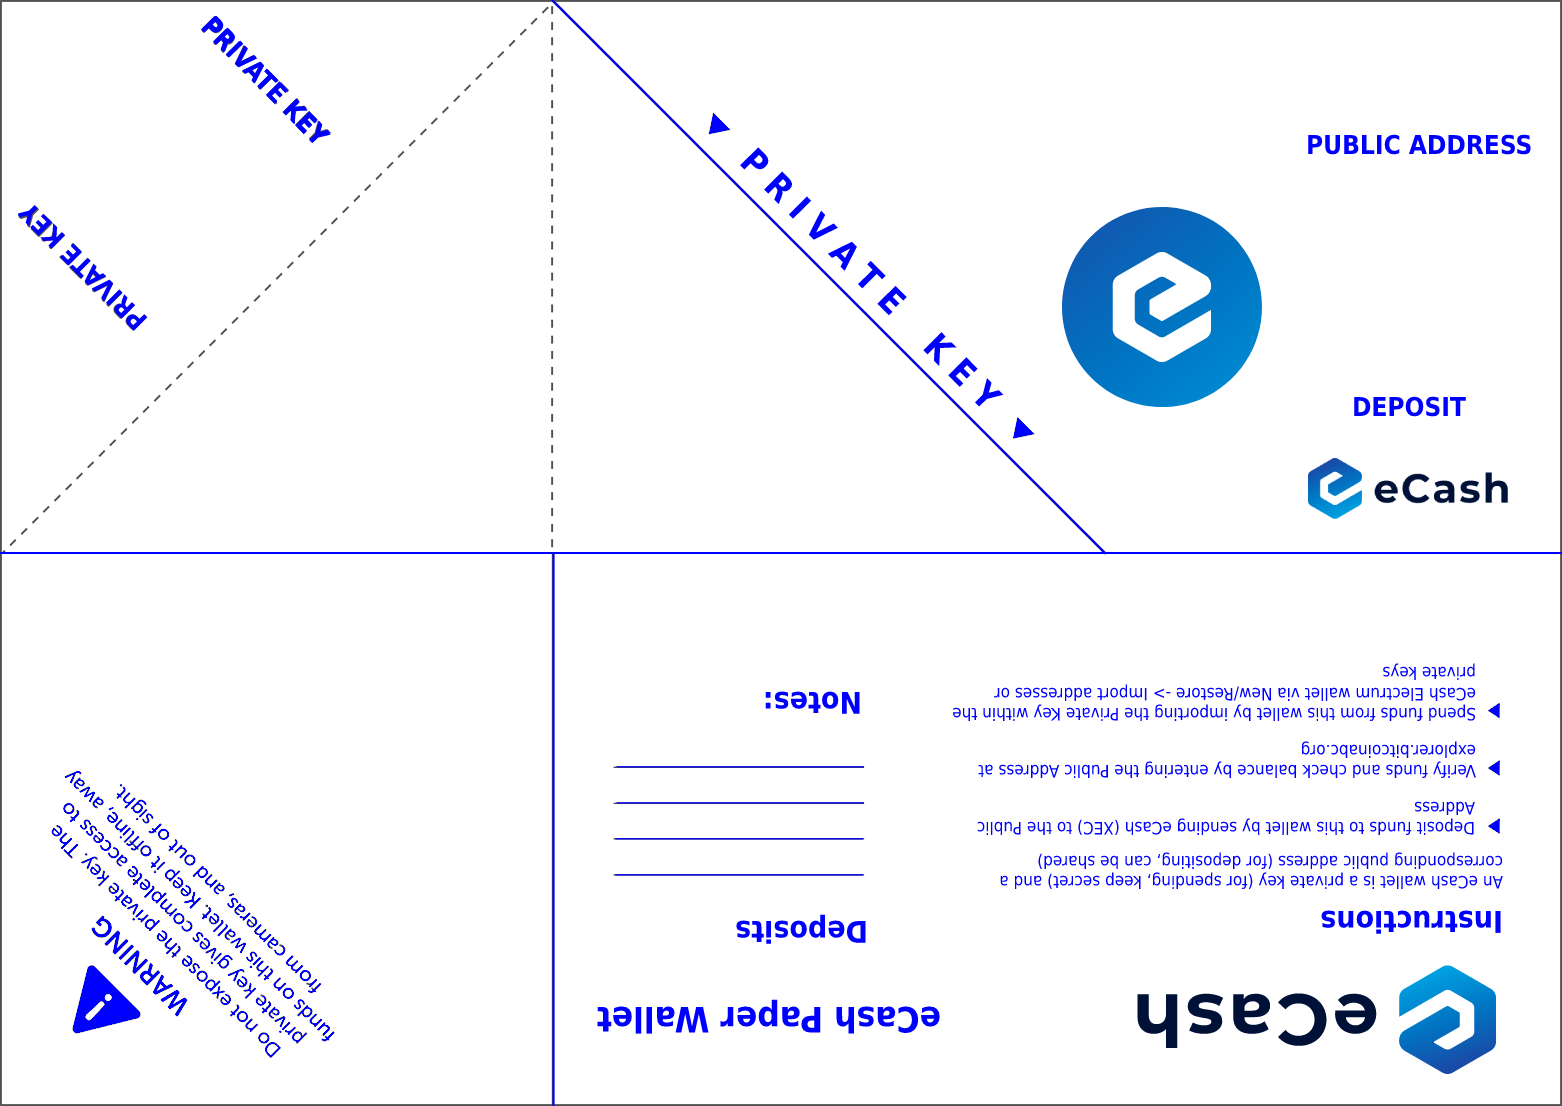 PRIVATE KEY
PRIVATE KEY
PRIVATE KEY
PUBLIC ADDRESS
DEPOSIT
eCash
eCash
Instructions
An eCash wallet is a private key (for spending, keep secret) and a
corresponding public address (for depositing, can be shared)
Deposit funds to this wallet by sending eCash (XEC) to the Public
Address
Verify funds and check balance by entering the Public Address at
explorer.bitcoinabc.org
Spend funds from this wallet by importing the Private Key within the
eCash Electrum wallet via New/Restore -> Import addresses or
private keys
eCash Paper Wallet
Deposits
Notes:
WARNING
Do not expose the private key. The
private key gives complete access to
funds on this wallet. Keep it offline, away
from cameras, and out of sight.